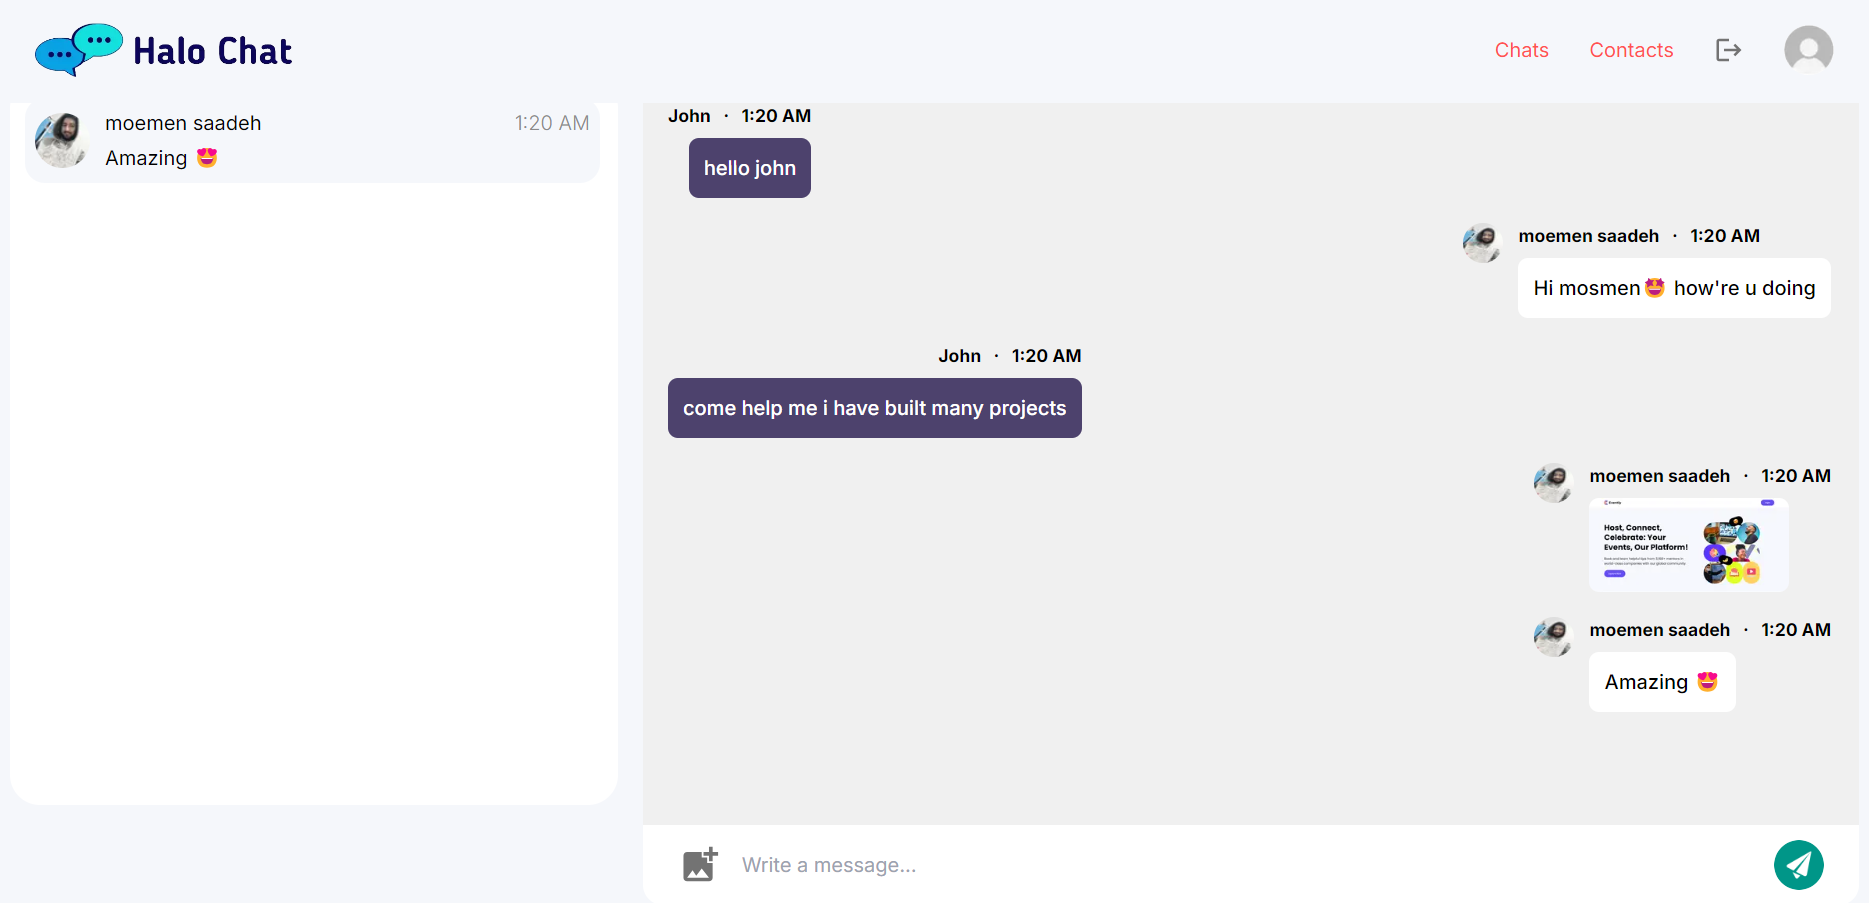 Halo Chat
Chats
Contacts
moemen saadeh
1:20 AM
Amazing 😍
John · 1:20 AM
hello john
moemen saadeh · 1:20 AM
Hi mosmen🤩 how're u doing
John · 1:20 AM
come help me i have built many projects
moemen saadeh · 1:20 AM
Host, Connect,
Celebrate: Your
Events, Our Platform!
moemen saadeh · 1:20 AM
Amazing 😍
Write a message...